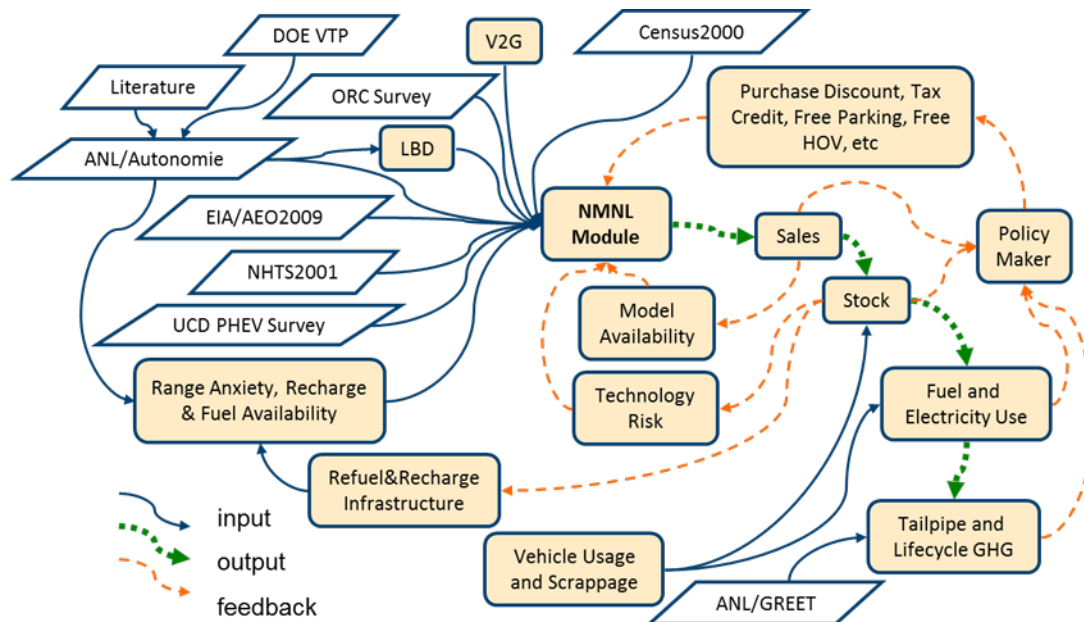 DOE VTP
V2G
Census2000
Literature
ORC Survey
Purchase Discount, Tax
Credit, Free Parking, Free
HOV, etc
ANL/Autonomie
LBD
EIA/AEO2009
NMNL
Module
Sales
Policy
Maker
NHTS2001
Stock
UCD PHEV Survey
Model
Availability
Range Anxiety, Recharge
& Fuel Availability
Technology
Risk
Fuel and
Electricity Use
Refuel&Recharge
Infrastructure
input
output
feedback
Vehicle Usage
and Scrappage
Tailpipe and
Lifecycle GHG
ANL/GREET